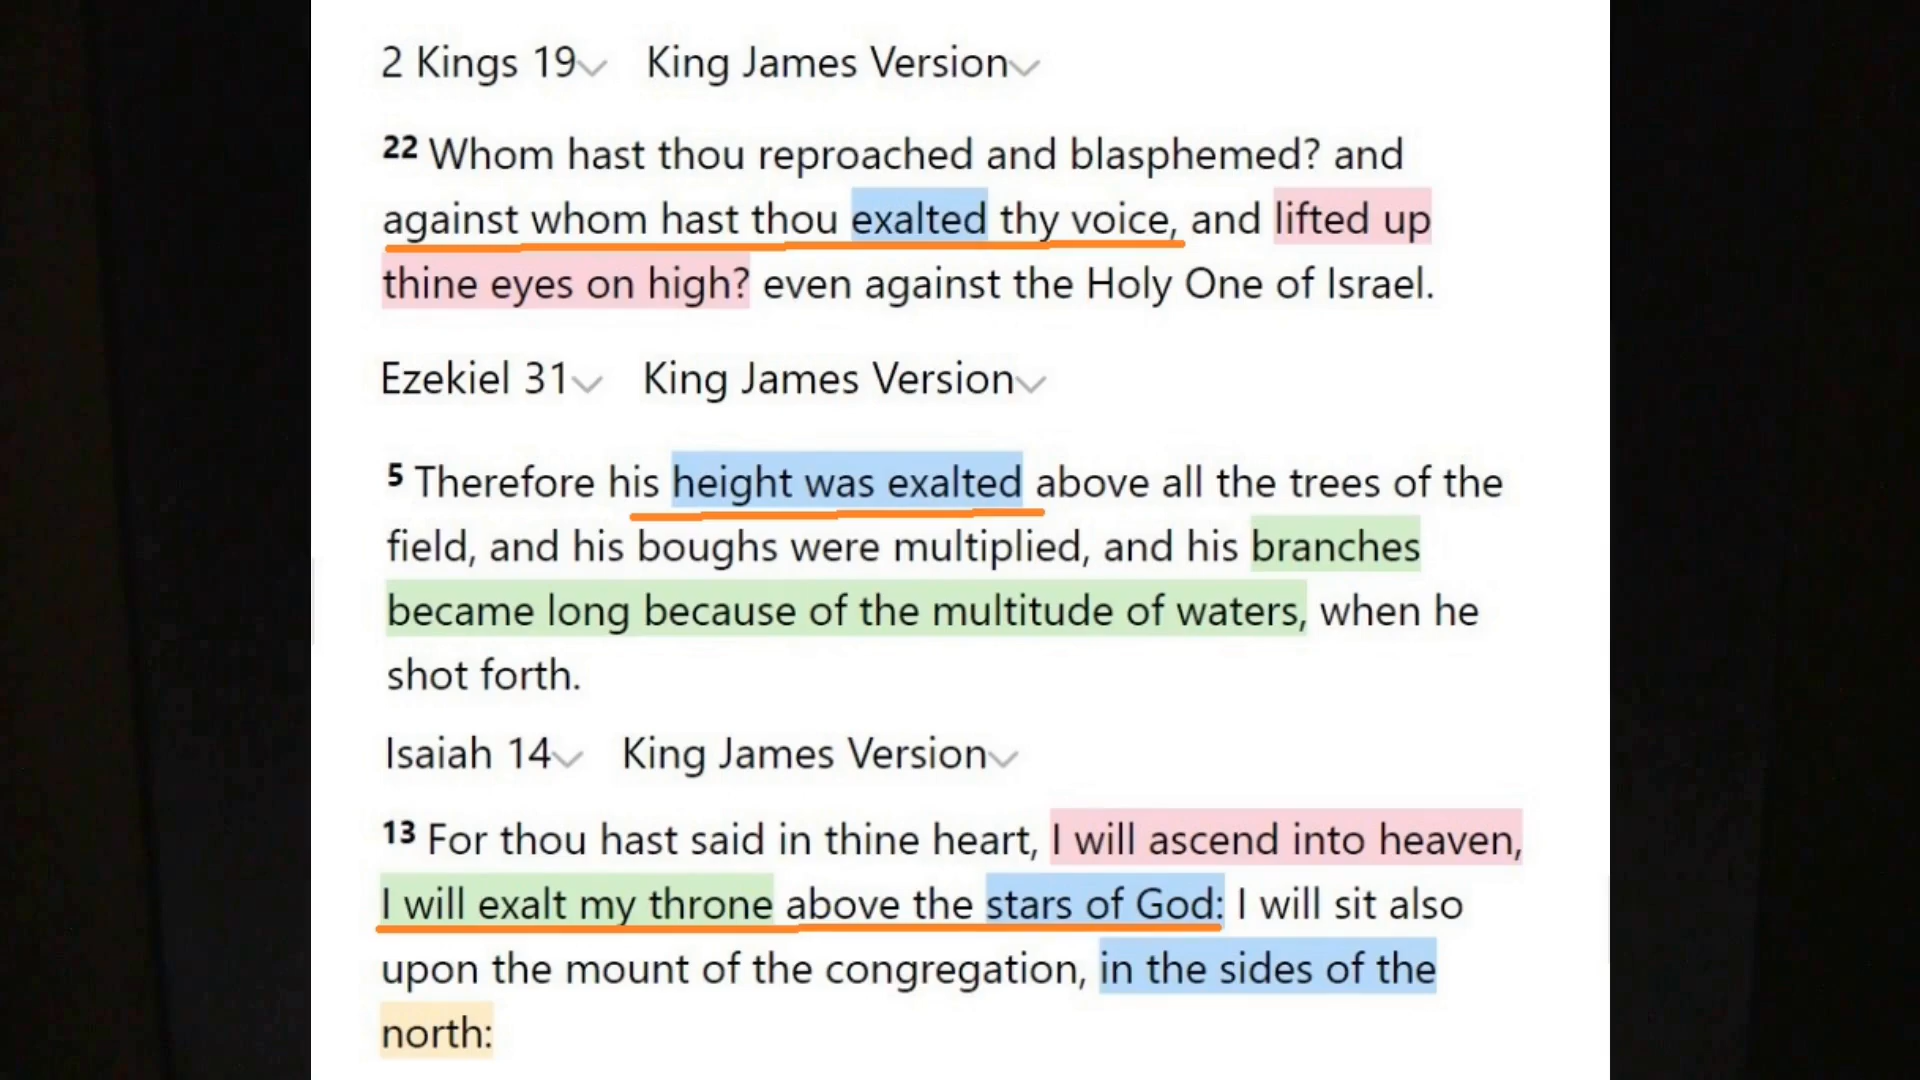 2 Kings 19 King James Version
22 Whom hast thou reproached and blasphemed? and
against whom hast thou exalted thy voice, and lifted up
thine eyes on high? even against the Holy One of Israel.
Ezekiel 31 King James Version
5 Therefore his height was exalted above all the trees of the
field, and his boughs were multiplied, and his branches
became long because of the multitude of waters, when he
shot forth.
Isaiah 14 King James Version
13 For thou hast said in thine heart, I will ascend into heaven,
I will exalt my throne above the stars of God: I will sit also
upon the mount of the congregation, in the sides of the
north: